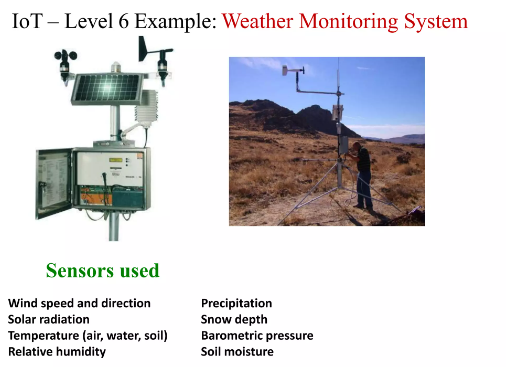 IoT – Level 6 Example: Weather Monitoring System
Sensors used
Wind speed and direction
Solar radiation
Temperature (air, water, soil)
Relative humidity
Precipitation
Snow depth
Barometric pressure
Soil moisture